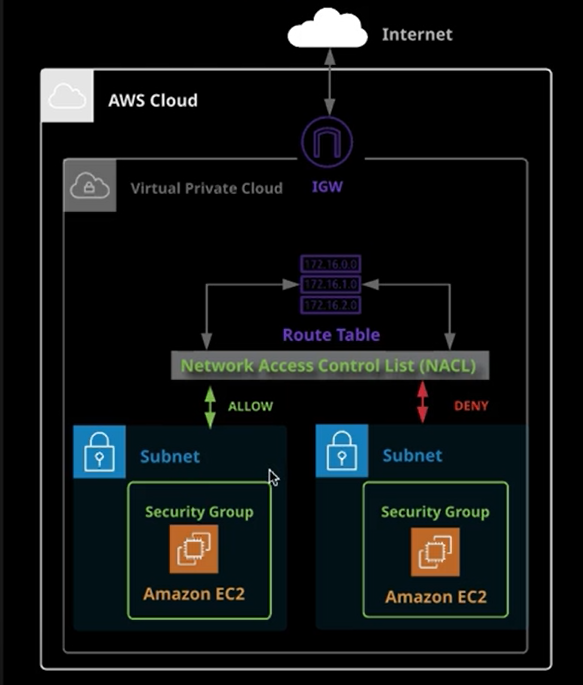 Internet
AWS Cloud
Virtual Private Cloud
IGW
172.16.0.0
172.16.1.0
172.16.2.0
Route Table
Network Access Control List (NACL)
ALLOW
DENY
Subnet
Subnet
Security Group
Security Group
Amazon EC2
Amazon EC2